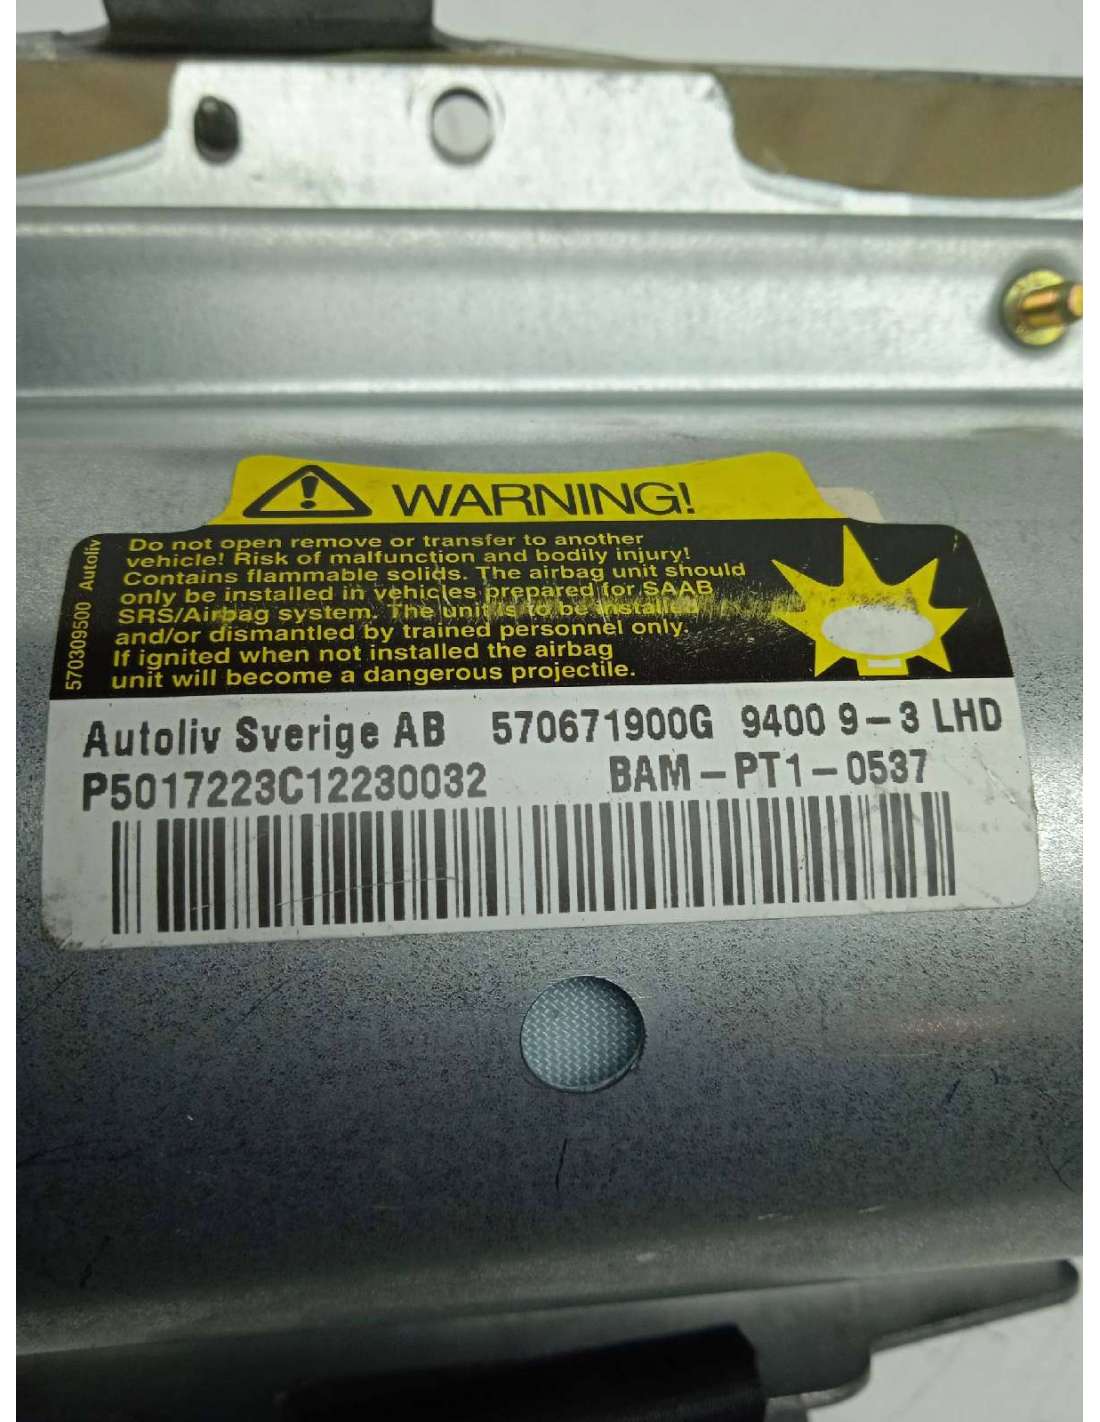 WARNING!
Do not open remove or transfer to another
vehicle! Risk of malfunction and bodily injury!
Contains flammable solids. The airbag unit should
only be installed in vehicles prepared for SAAB
SRS/Airbag system. The unit is to be installed
and/or dismantled by trained personnel only.
If ignited when not installed the airbag
unit will become a dangerous projectile.
570309500 Autoliv
Autoliv Sverige AB 570671900G 9400 9-3 LHD
P5017223C12230032 BAM-PT1-0537